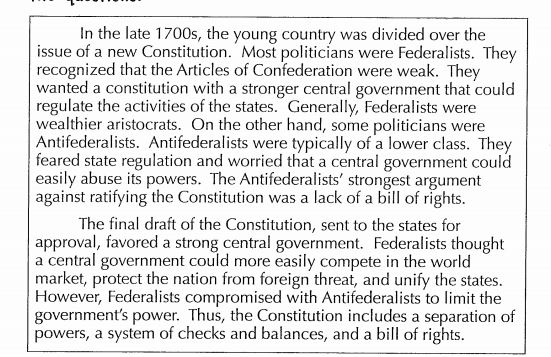 In the late 1700s, the young country was divided over the
issue of a new Constitution. Most politicians were Federalists. They
recognized that the Articles of Confederation were weak. They
wanted a constitution with a stronger central government that could
regulate the activities of the states. Generally, Federalists were
wealthier aristocrats. On the other hand, some politicians were
Antifederalists. Antifederalists were typically of a lower class. They
feared state regulation and worried that a central government could
easily abuse its powers. The Antifederalists' strongest argument
against ratifying the Constitution was a lack of a bill of rights.
The final draft of the Constitution, sent to the states for
approval, favored a strong central government. Federalists thought
a central government could more easily compete in the world
market, protect the nation from foreign threat, and unify the states.
However, Federalists compromised with Antifederalists to limit the
government's power. Thus, the Constitution includes a separation of
powers, a system of checks and balances, and a bill of rights.